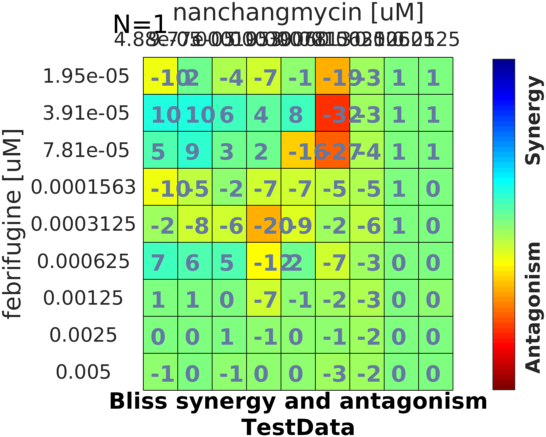 nanchangmycin [uM]
N=1
1.95e-05 -10 2 -4 -7 -1 -19 -3 1 1
3.91e-05 10 10 6 4 8 -32 -3 1 1
7.81e-05 5 9 3 2 -16 -27 -4 1 1
0.0001563 -10 -5 -2 -7 -7 -5 -5 1 0
0.0003125 -2 -8 -6 -20 -9 -2 -6 1 0
0.000625 7 6 5 -12 2 -7 -3 0 0
0.00125 1 1 0 -7 -1 -2 -3 0 0
0.0025 0 0 1 -1 0 -1 -2 0 0
0.005 -1 0 -1 0 0 -3 -2 0 0
febrifugine [uM]
Synergy
Antagonism
Bliss synergy and antagonism
TestData